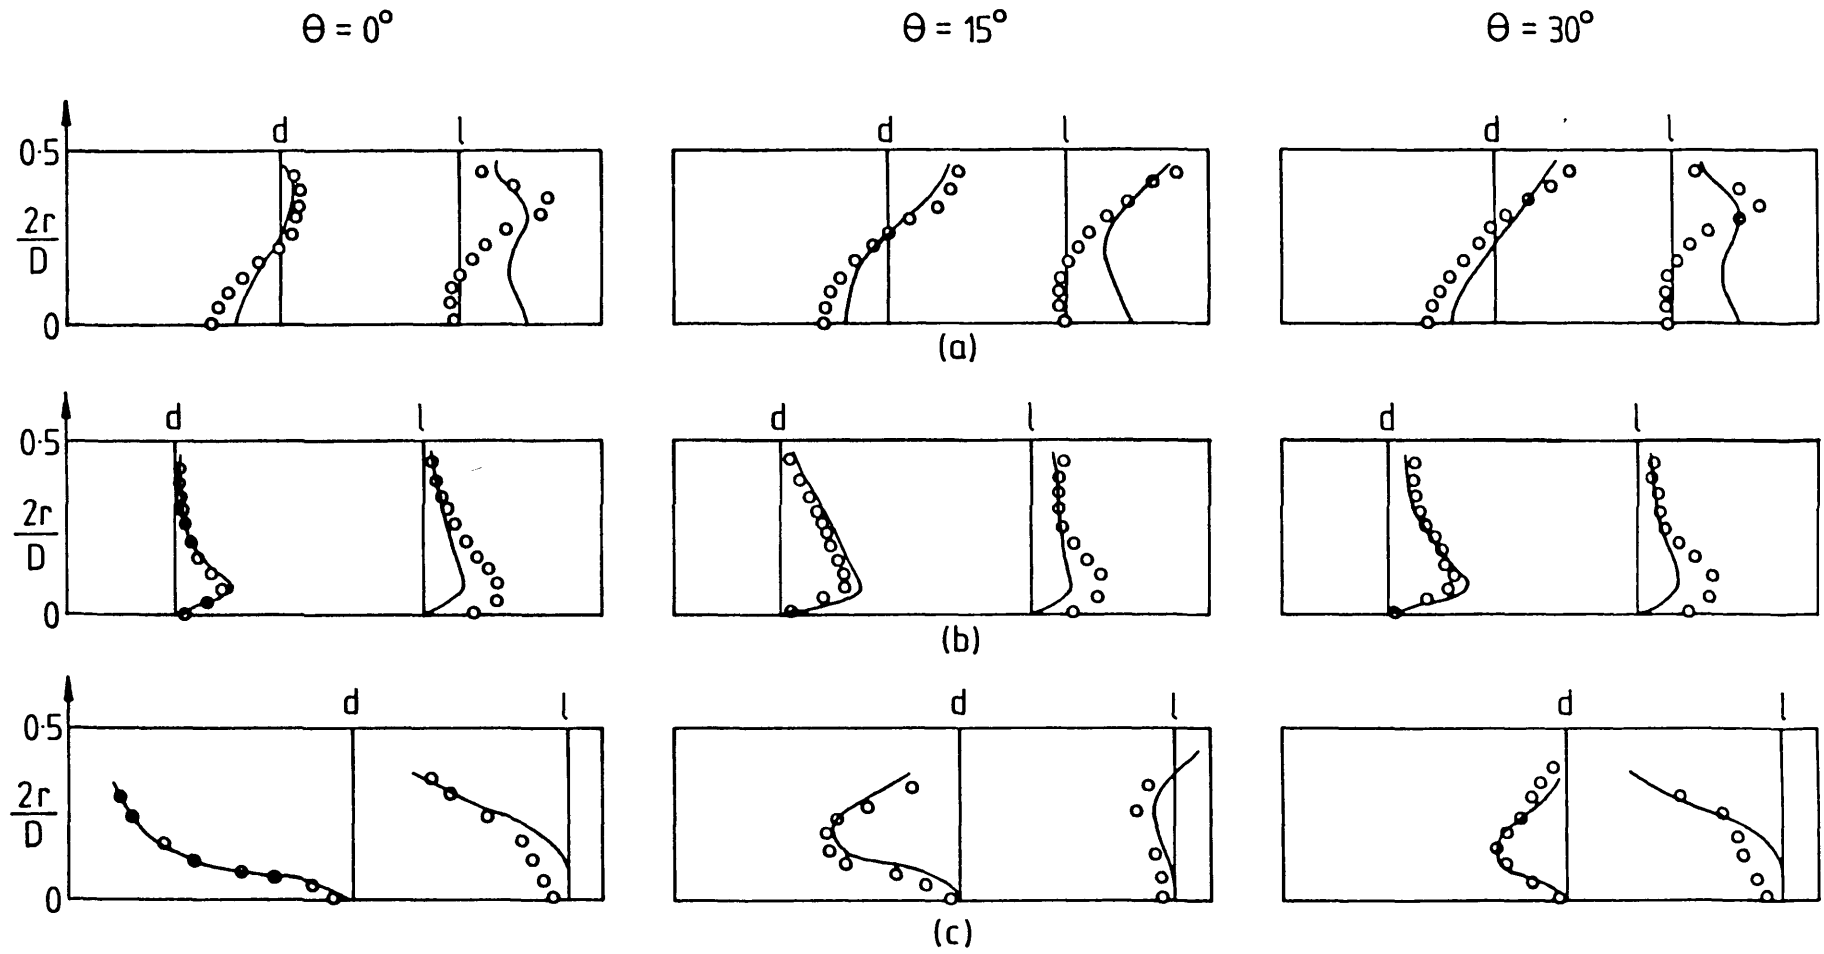 θ = 0° θ = 15° θ = 30°
d l d l d l
0·5
2r
D
0
(a)
d l d l d l
0·5
2r
D
0
(b)
d l d l d l
0·5
2r
D
0
(c)